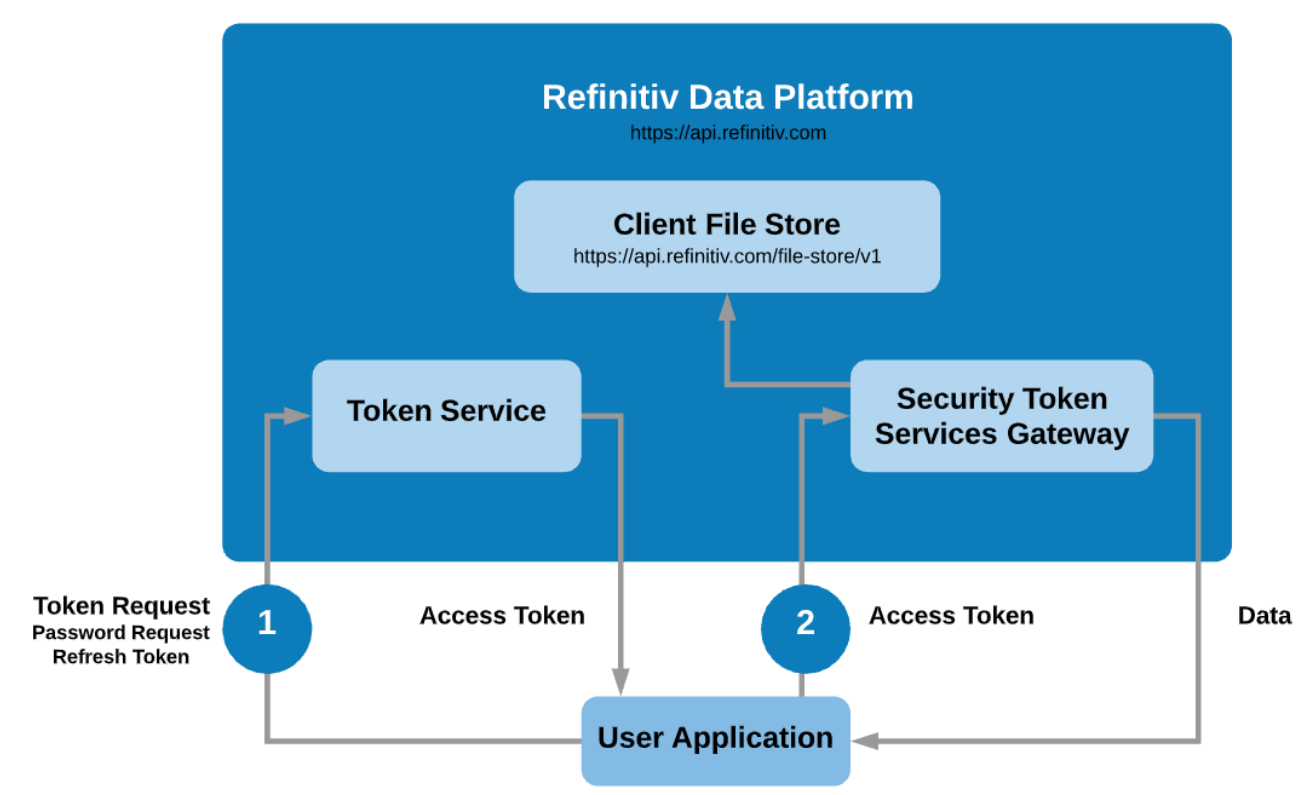 Refinitiv Data Platform
https://api.refinitiv.com
Client File Store
https://api.refinitiv.com/file-store/v1
Token Service
Security Token
Services Gateway
Token Request
Password Request
Refresh Token
1
Access Token
2
Access Token
Data
User Application